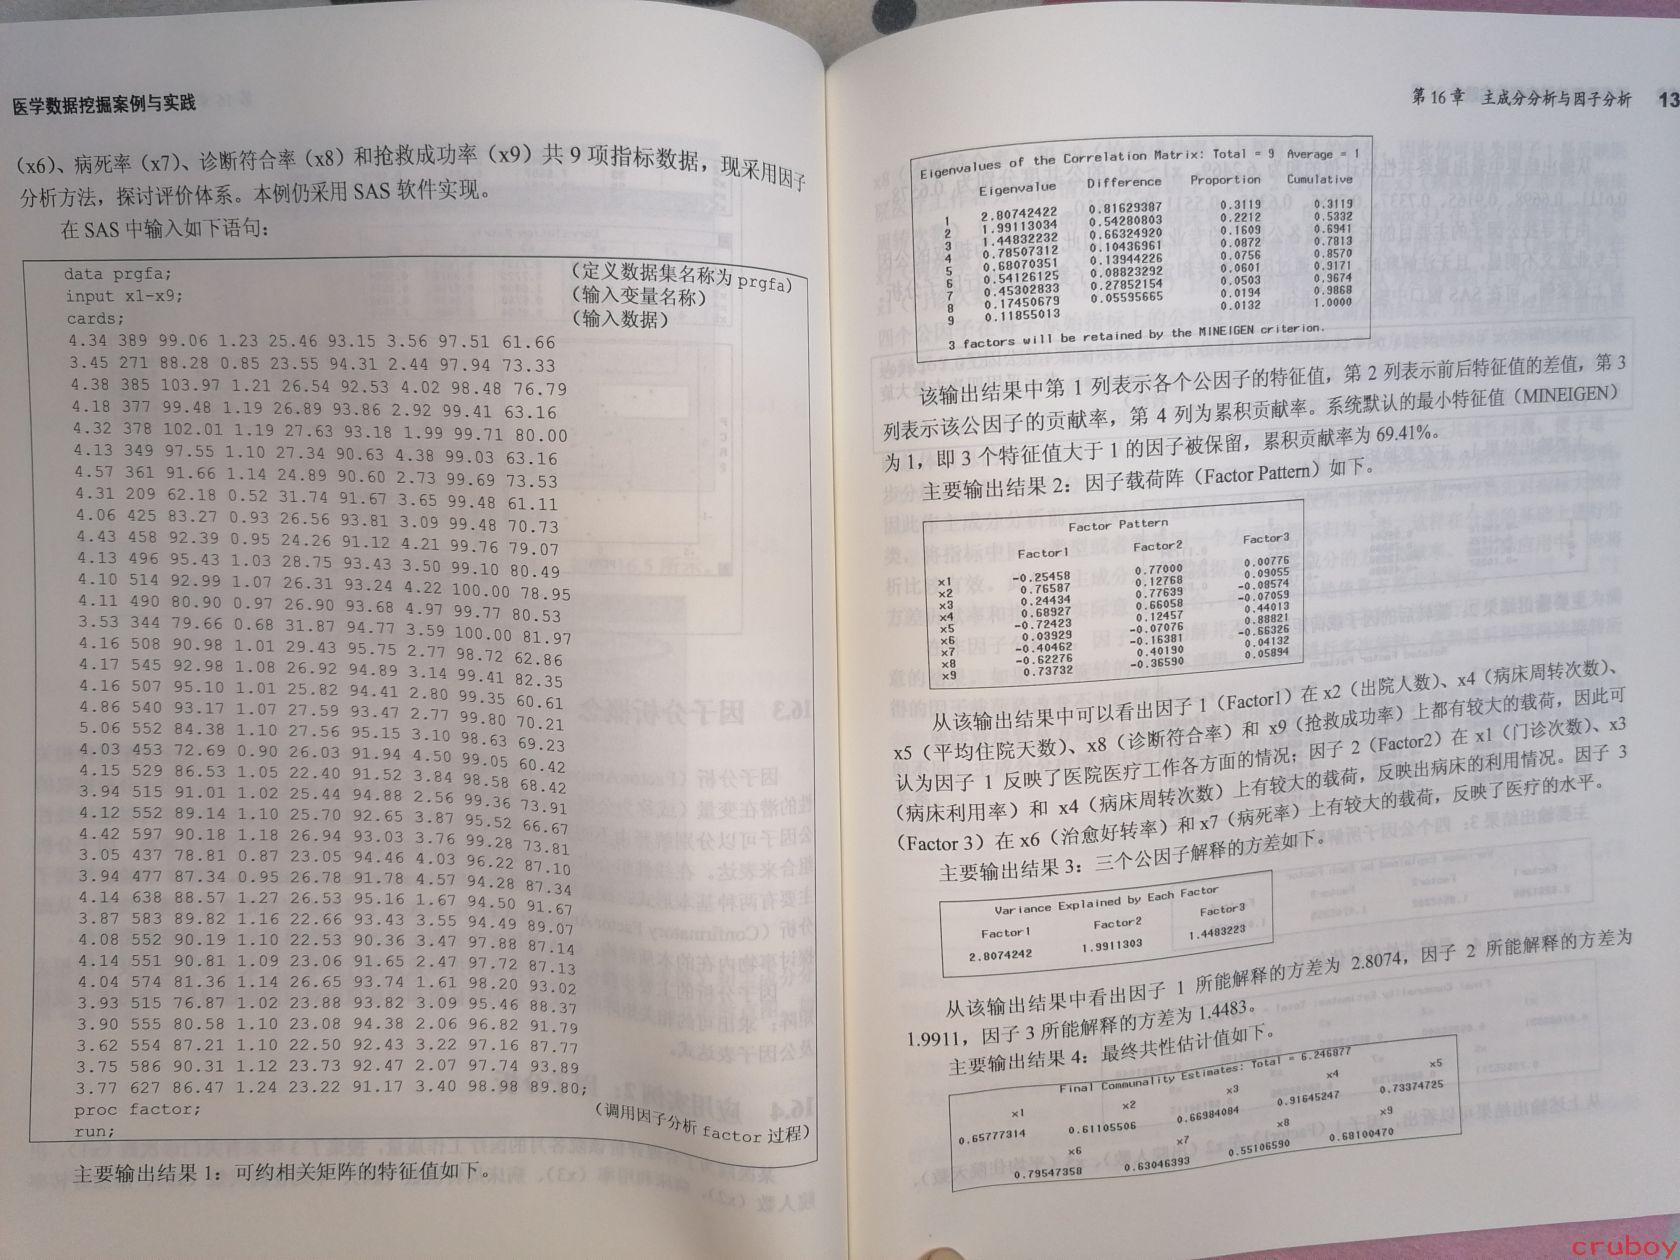 医学数据挖掘案例与实践
（x6）、病死率（x7）、诊断符合率（x8）和抢救成功率（x9）共 9 项指标数据，现采用因子
分析方法，探讨评价体系。本例仍采用 SAS 软件实现。
在 SAS 中输入如下语句：
data prgfa; （定义数据集名称为 prgfa）
input x1-x9; （输入变量名称）
cards; （输入数据）
4.34 389 99.06 1.23 25.46 93.15 3.56 97.51 61.66
3.45 271 88.28 0.85 23.55 94.31 2.44 97.94 73.33
4.38 385 103.97 1.21 26.54 92.53 4.02 98.48 76.79
4.18 377 99.48 1.19 26.89 93.86 2.92 99.41 63.16
4.32 378 102.01 1.19 27.63 93.18 1.99 99.71 80.00
4.13 349 97.55 1.10 27.34 90.63 4.38 99.03 63.16
4.57 361 91.66 1.14 24.89 90.60 2.73 99.69 73.53
4.31 209 62.18 0.52 31.74 91.67 3.65 99.48 61.11
4.06 425 83.27 0.93 26.56 93.81 3.09 99.48 70.73
4.43 458 92.39 0.95 24.26 91.12 4.21 99.76 79.07
4.13 496 95.43 1.03 28.75 93.43 3.50 99.10 80.49
4.10 514 92.99 1.07 26.31 93.24 4.22 100.00 78.95
4.11 490 80.90 0.97 26.90 93.68 4.97 99.77 80.53
3.53 344 79.66 0.68 31.87 94.77 3.59 100.00 81.97
4.16 508 90.98 1.01 29.43 95.75 2.77 98.72 62.86
4.17 545 92.98 1.08 26.92 94.89 3.14 99.41 82.35
4.16 507 95.10 1.01 25.82 94.41 2.80 99.35 60.61
4.86 540 93.17 1.07 27.59 93.47 2.77 99.80 70.21
5.06 552 84.38 1.10 27.56 95.15 3.10 98.63 69.23
4.03 453 72.69 0.90 26.03 91.94 4.50 99.05 60.42
4.15 529 86.53 1.05 22.40 91.52 3.84 98.58 68.42
3.94 515 91.01 1.02 25.44 94.88 2.56 99.36 73.91
4.12 552 89.14 1.10 25.70 92.65 3.87 95.52 66.67
4.42 597 90.18 1.18 26.94 93.03 3.76 99.28 73.81
3.05 437 78.81 0.87 23.05 94.46 4.03 96.22 87.10
3.94 477 87.34 0.95 26.78 91.78 4.57 94.28 87.34
4.14 638 88.57 1.27 26.53 95.16 1.67 94.50 91.67
3.87 583 89.82 1.16 22.66 93.43 3.55 94.49 89.07
4.08 552 90.19 1.10 22.53 90.36 3.47 97.88 87.14
4.14 551 90.81 1.09 23.06 91.65 2.47 97.72 87.13
4.04 574 81.36 1.14 26.65 93.74 1.61 98.20 93.02
3.93 515 76.87 1.02 23.88 93.82 3.09 95.46 88.37
3.90 555 80.58 1.10 23.08 94.38 2.06 96.82 91.79
3.62 554 87.21 1.10 22.50 92.43 3.22 97.16 87.77
3.75 586 90.31 1.12 23.73 92.47 2.07 97.74 93.89
3.77 627 86.47 1.24 23.22 91.17 3.40 98.98 89.80;
proc factor; （调用因子分析 factor 过程）
run;
主要输出结果 1：可约相关矩阵的特征值如下。
第 16 章 主成分分析与因子分析 13
Eigenvalues of the Correlation Matrix: Total = 9 Average = 1
Eigenvalue Difference Proportion Cumulative
1 2.80742422 0.81629387 0.3119 0.3119
2 1.99113034 0.54280803 0.2212 0.5332
3 1.44832232 0.66324920 0.1609 0.6941
4 0.78507312 0.10436961 0.0872 0.7813
5 0.68070351 0.13944226 0.0756 0.8570
6 0.54126125 0.08823292 0.0601 0.9171
7 0.45302833 0.27852154 0.0503 0.9674
8 0.17450679 0.05595665 0.0194 0.9868
9 0.11855013 0.0132 1.0000
3 factors will be retained by the MINEIGEN criterion.
该输出结果中第 1 列表示各个公因子的特征值，第 2 列表示前后特征值的差值，第 3
列表示该公因子的贡献率，第 4 列为累积贡献率。系统默认的最小特征值（MINEIGEN）
为 1，即 3 个特征值大于 1 的因子被保留，累积贡献率为 69.41%。
主要输出结果 2：因子载荷阵（Factor Pattern）如下。
Factor Pattern
Factor1 Factor2 Factor3
x1 -0.25458 0.77000 0.00776
x2 0.76587 0.12768 0.09055
x3 0.24434 0.77639 -0.08574
x4 0.68927 0.66058 -0.07059
x5 -0.72423 0.12457 0.44013
x6 0.03929 -0.07076 0.88821
x7 -0.40462 -0.16381 -0.66326
x8 -0.62276 0.40190 0.04132
x9 0.73732 -0.36590 0.05894
从该输出结果中可以看出因子 1（Factor1）在 x2（出院人数）、x4（病床周转次数）、
x5（平均住院天数）、x8（诊断符合率）和 x9（抢救成功率）上都有较大的载荷，因此可
认为因子 1 反映了医院医疗工作各方面的情况；因子 2（Factor2）在 x1（门诊次数）、x3
（病床利用率）和 x4（病床周转次数）上有较大的载荷，反映出病床的利用情况。因子 3
（Factor 3）在 x6（治愈好转率）和 x7（病死率）上有较大的载荷，反映了医疗的水平。
主要输出结果 3：三个公因子解释的方差如下。
Variance Explained by Each Factor
Factor1 Factor2 Factor3
2.8074242 1.9911303 1.4483223
从该输出结果中看出因子 1 所能解释的方差为 2.8074，因子 2 所能解释的方差为
1.9911，因子 3 所能解释的方差为 1.4483。
主要输出结果 4：最终共性估计值如下。
Final Communality Estimates: Total = 6.246877
x1 x2 x3 x4 x5
0.65777314 0.61105506 0.66984084 0.91645247 0.73374725
x6 x7 x8 x9
0.79547358 0.63046393 0.55106590 0.68100470
cruboy